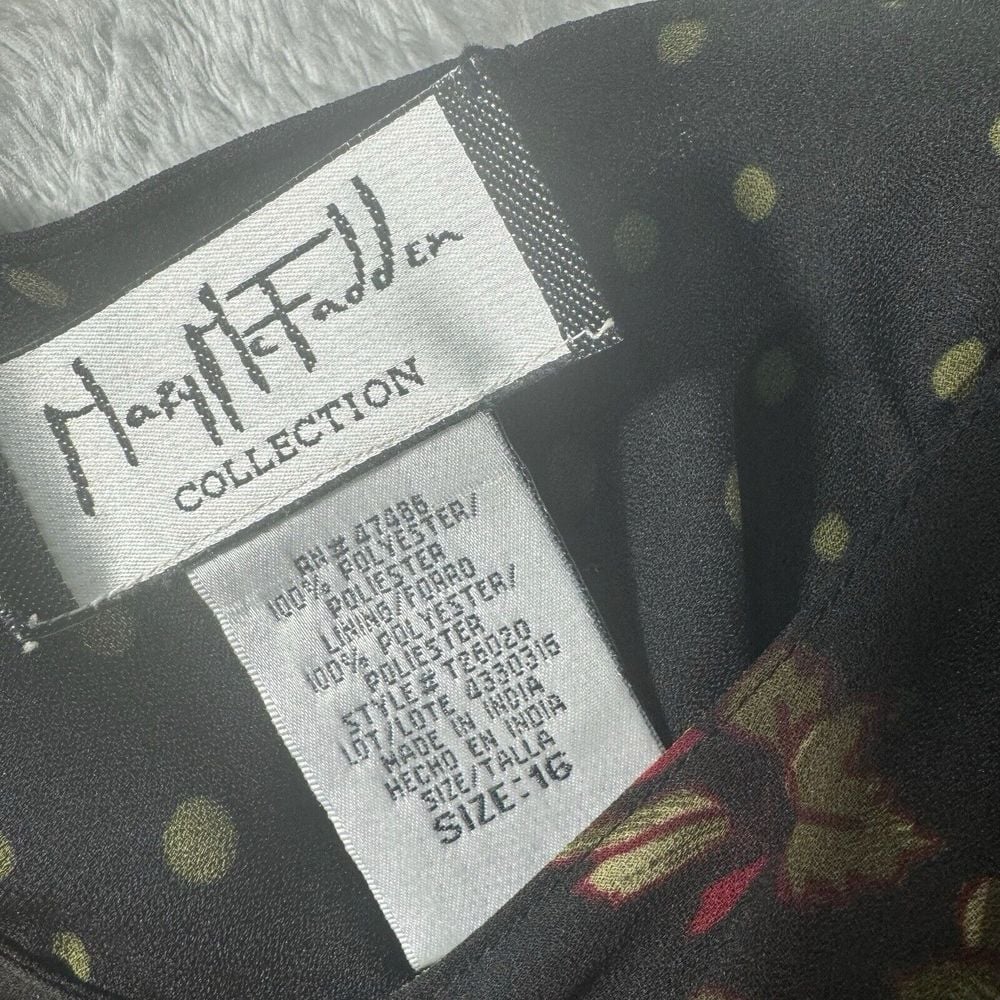 Mary McFadden
COLLECTION
RN# 47486
100% POLYESTER/
POLIESTER
LINING/FORRO
100% POLYESTER/
POLIESTER
STYLE# T26020
LOT/LOTE 0330315
MADE IN INDIA
HECHO EN INDIA
SIZE/TALLA
SIZE:16